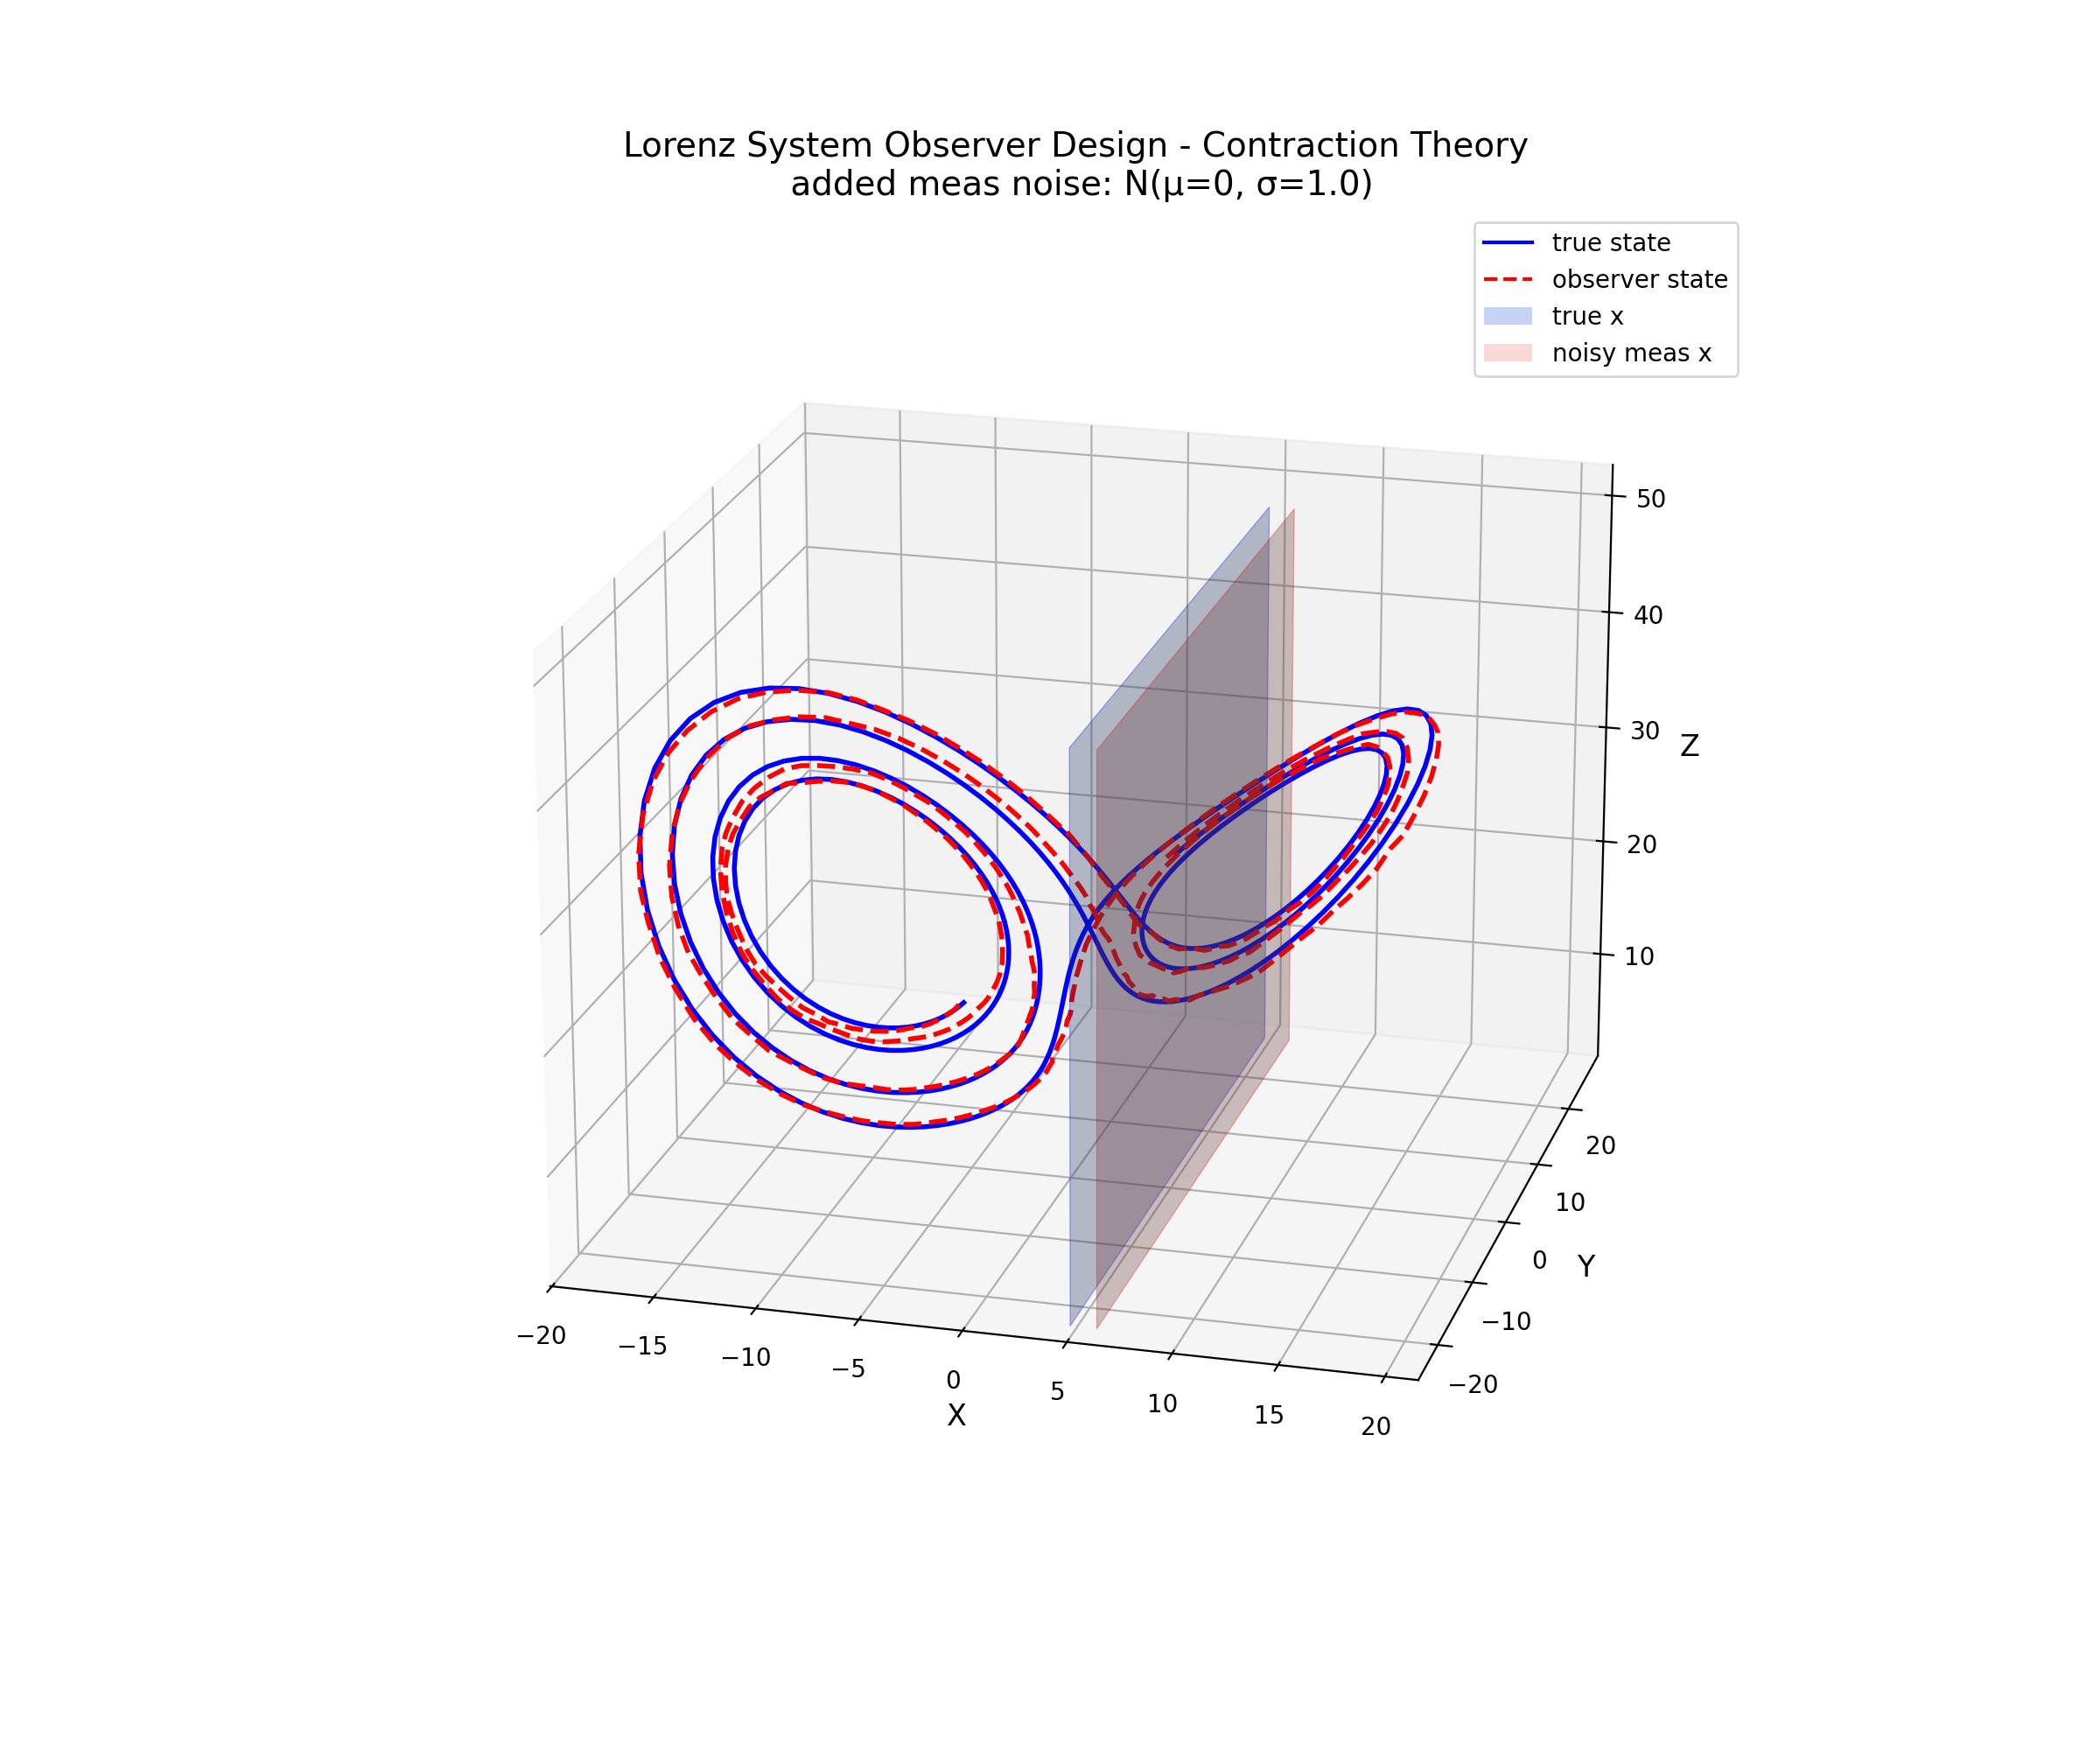 Lorenz System Observer Design - Contraction Theory
added meas noise: N(μ=0, σ=1.0)
true state
observer state
true x
noisy meas x
50
40
30
Z
20
10
20
10
0
Y
−10
−20
−20
−15
−10
−5
0
5
10
15
20
X